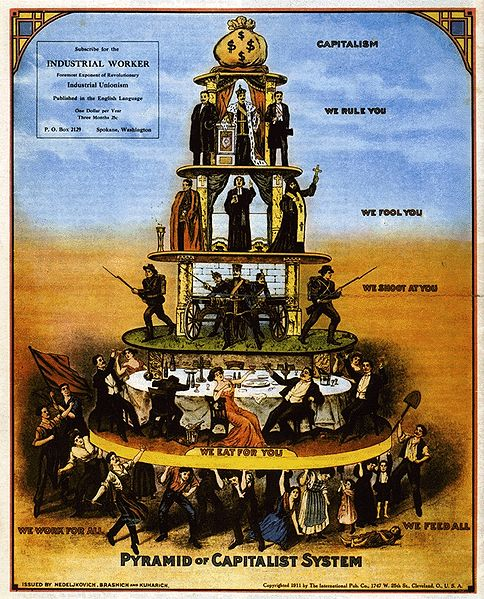 Subscribe for the
INDUSTRIAL WORKER
Foremost Exponent of Revolutionary
Industrial Unionism
Published in the English Language
One Dollar per Year
Three Months 25c
P. O. Box 2129 Spokane, Washington
CAPITALISM
WE RULE YOU
WE FOOL YOU
WE SHOOT AT YOU
WE EAT FOR YOU
WE WORK FOR ALL
WE FEED ALL
PYRAMID OF CAPITALIST SYSTEM
ISSUED BY NEDELJKOVICH, BRASHICH AND KUHARICH.
Copyrighted 1911 by The International Pub. Co., 1747 W. 25th St., Cleveland, O., U. S. A.